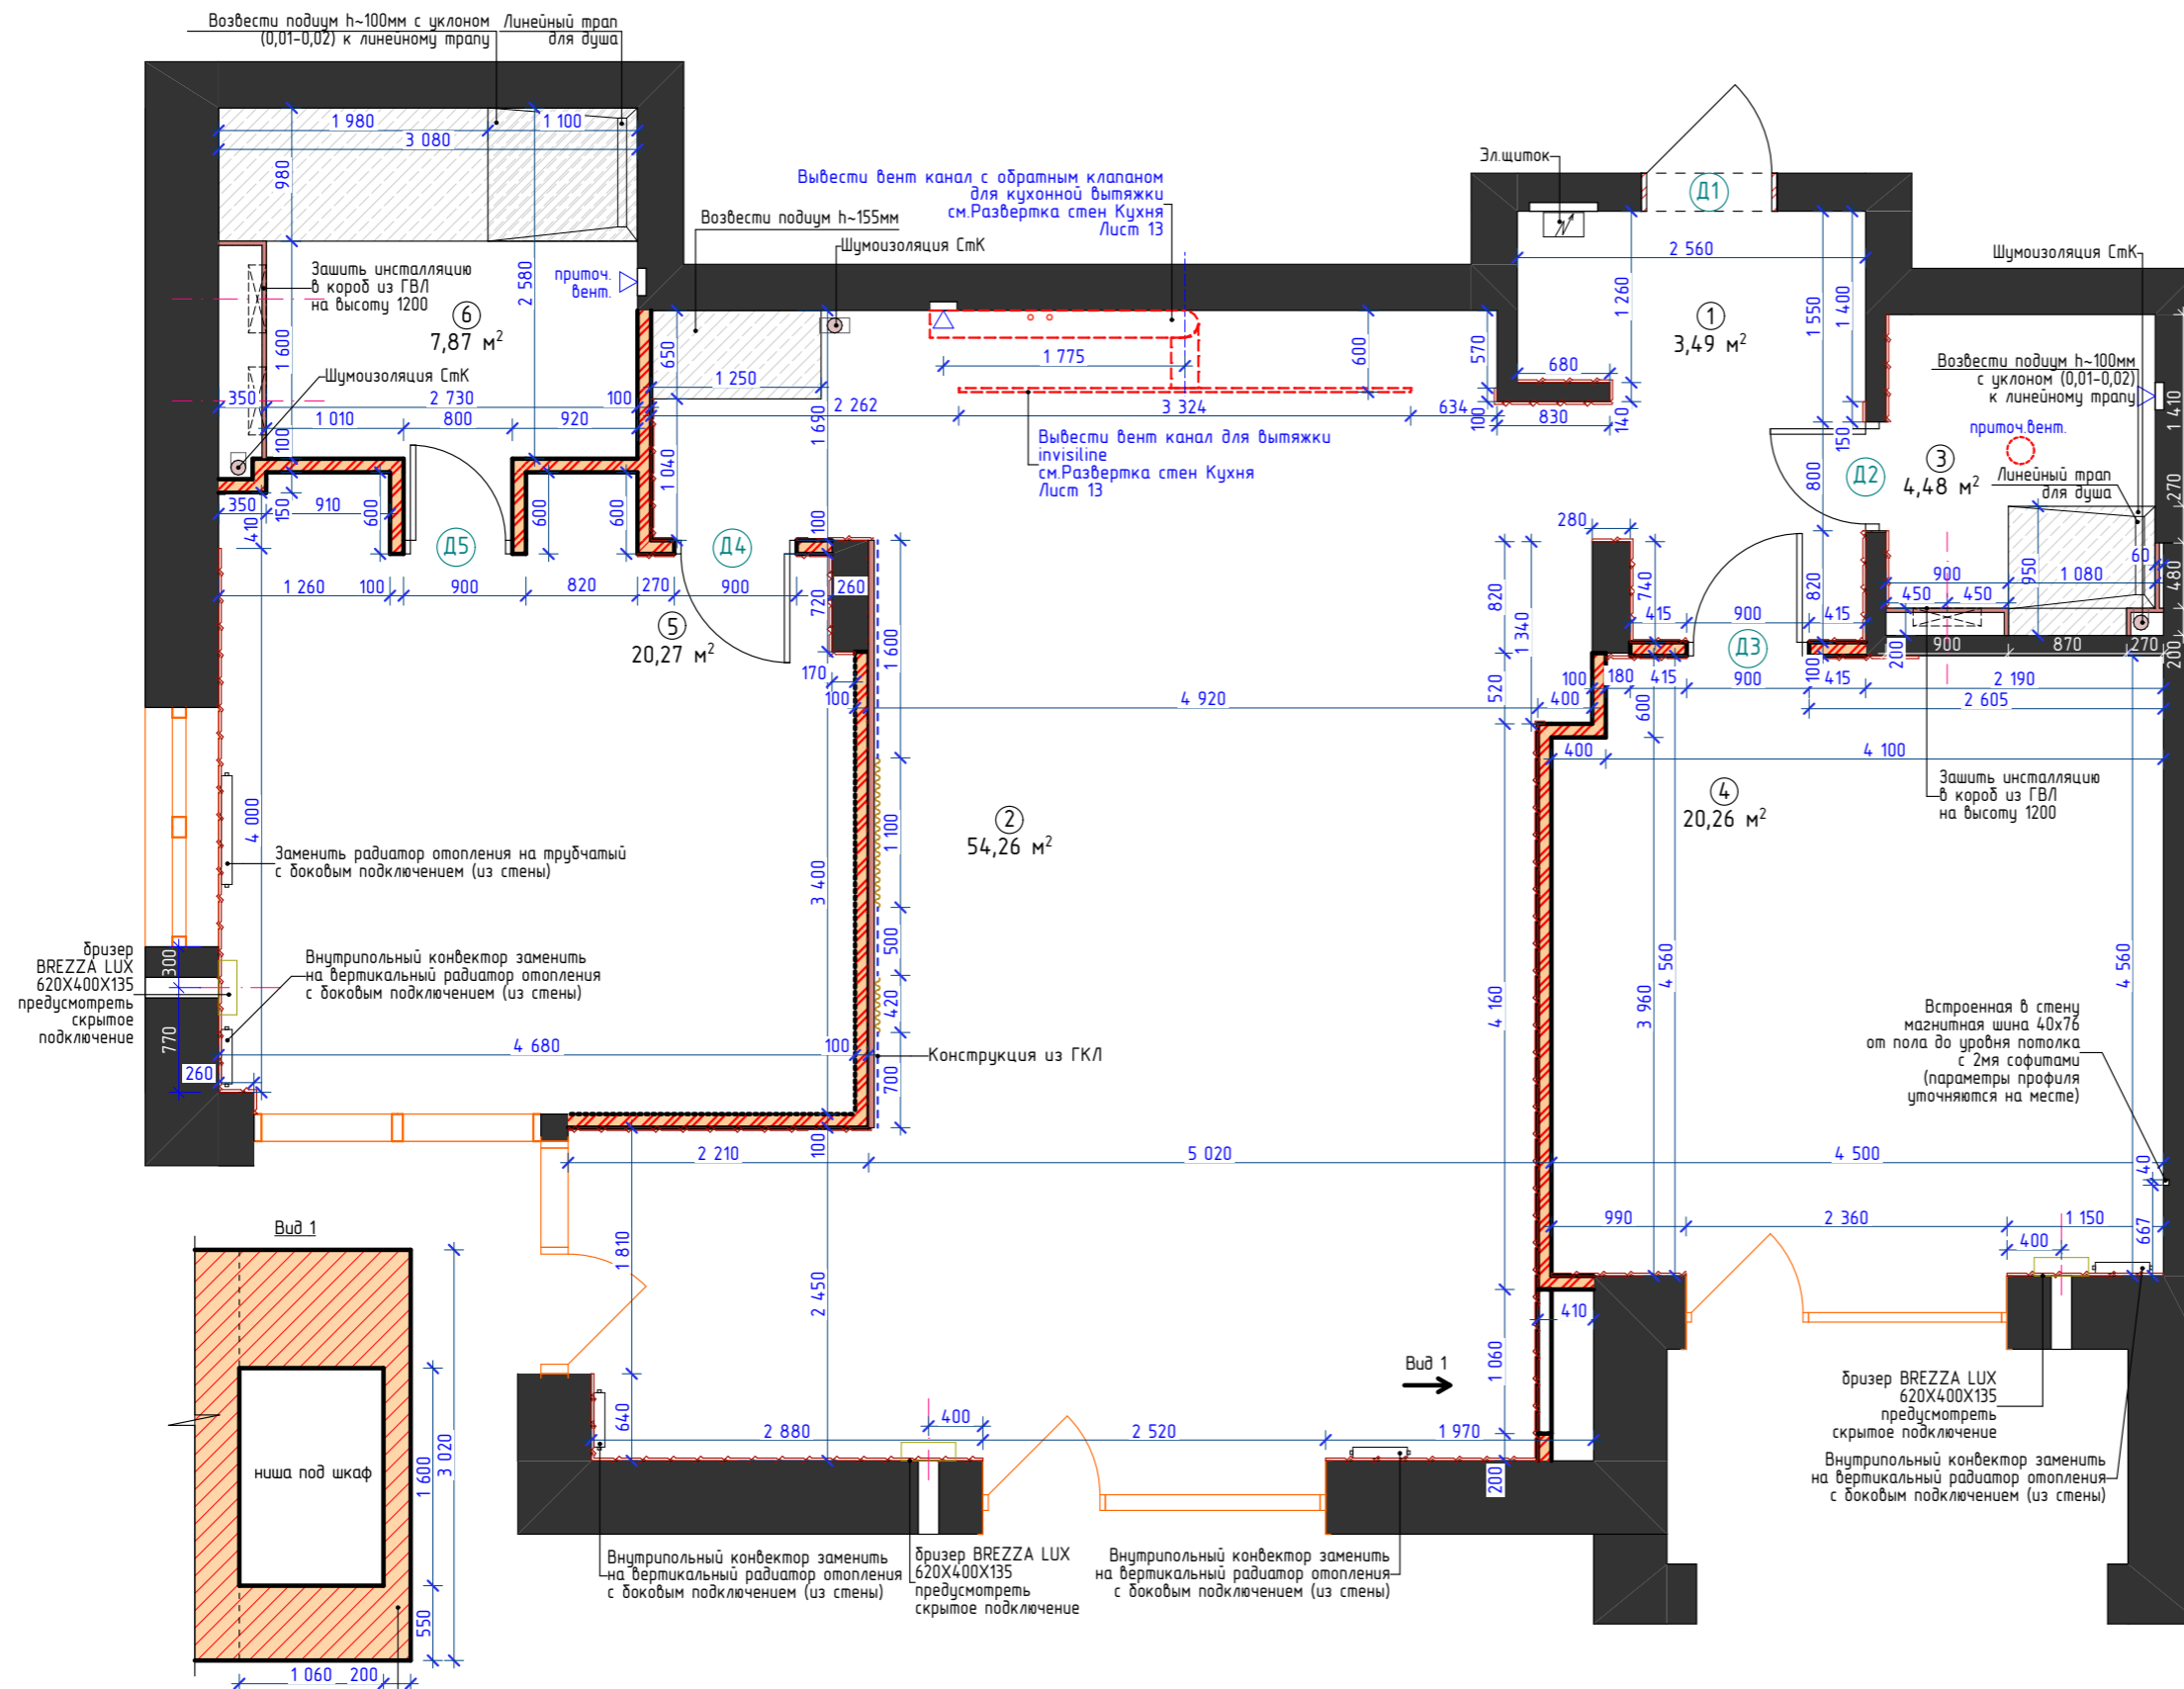 Возвести подиум h~100мм с уклоном
(0,01-0,02) к линейному трапу
Линейный трап
для душа
1 980
1 100
3 080
980
2 580
Вывести вент канал с обратным клапаном
для кухонной вытяжки
см.Развертка стен Кухня
Лист 13
Возвести подиум h~155мм
Шумоизоляция СтК
Эл.щиток
Д1
2 560
1 260
1 550
1 400
Шумоизоляция СтК
Зашить инсталляцию
в короб из ГВЛ
на высоту 1200
приточ.
вент.
6
7,87 м²
1 600
Шумоизоляция СтК
350
2 730
100
1 010
800
920
100
650
1 250
2 262
1 690
1 040
1 775
600
570
3 324
634
100
680
830
140
1
3,49 м²
Вывести вент канал для вытяжки
invisiline
см.Развертка стен Кухня
Лист 13
Возвести подиум h~100мм
с уклоном (0,01-0,02)
к линейному трапу
приточ.вент.
3
4,48 м²
Линейный трап
для душа
1 410
270
480
200
150
800
Д2
820
350
150
910
410
600
600
600
Д5
Д4
100
1 260
100
900
820
270
900
260
720
5
20,27 м²
170
100
1 600
280
740
820
1 340
520
415
900
415
Д3
100
100
180
415
900
415
2 190
2 605
600
400
400
4 100
900
1 080
950
60
450
450
200
900
870
270
4 920
Зашить инсталляцию
в короб из ГВЛ
на высоту 1200
4
20,26 м²
2
54,26 м²
4 000
3 400
1 100
500
420
700
Заменить радиатор отопления на трубчатый
с боковым подключением (из стены)
бризер
BREZZA LUX
620X400X135
предусмотреть
скрытое
подключение
300
770
260
Внутрипольный конвектор заменить
на вертикальный радиатор отопления
с боковым подключением (из стены)
4 680
100
Конструкция из ГКЛ
4 160
3 960
4 560
4 560
Встроенная в стену
магнитная шина 40х76
от пола до уровня потолка
с 2мя софитами
(параметры профиля
уточняются на месте)
100
2 210
5 020
4 500
40
667
990
2 360
1 150
400
1 810
2 450
640
410
1 060
200
Вид 1
2 880
400
2 520
1 970
Вид 1
ниша под шкаф
1 600
3 020
550
1 060
200
бризер BREZZA LUX
620X400X135
предусмотреть
скрытое подключение
Внутрипольный конвектор заменить
на вертикальный радиатор отопления
с боковым подключением (из стены)
Внутрипольный конвектор заменить
на вертикальный радиатор отопления
с боковым подключением (из стены)
бризер BREZZA LUX
620X400X135
предусмотреть
скрытое подключение
Внутрипольный конвектор заменить
на вертикальный радиатор отопления
с боковым подключением (из стены)